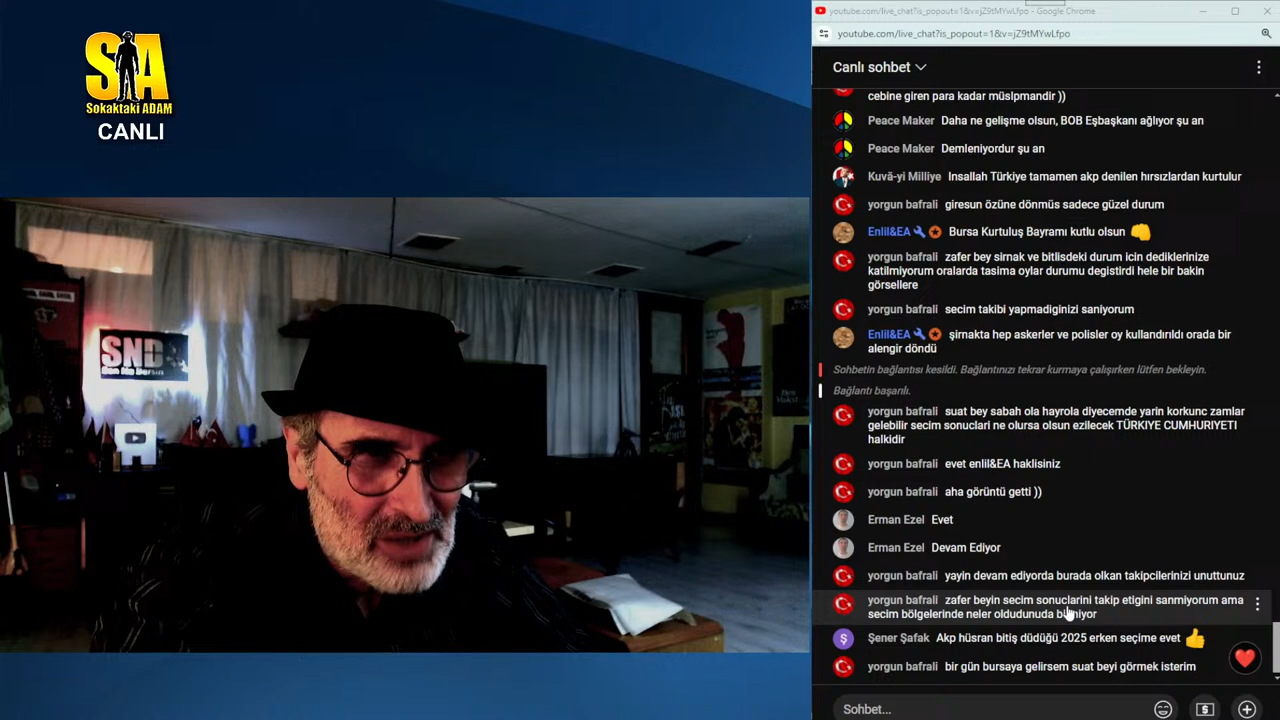 SA
Sokaktaki ADAM
CANLI
SND
Sen Ne Dersin
youtube.com/live_chat?is_popout=1&v=jZ9tMYwLfpo - Google Chrome
youtube.com/live_chat?is_popout=1&v=jZ9tMYwLfpo
Canlı sohbet
cebine giren para kadar müslpmandir ))
Peace Maker Daha ne gelişme olsun, BOB Eşbaşkanı ağlıyor şu an
Peace Maker Demleniyordur şu an
Kuvâ-yi Milliye Insallah Türkiye tamamen akp denilen hırsızlardan kurtulur
yorgun bafrali giresun özüne dönmüs sadece güzel durum
Enlil&EA Bursa Kurtuluş Bayramı kutlu olsun
yorgun bafrali zafer bey sirnak ve bitlisdeki durum icin dediklerinize
katilmiyorum oralarda tasima oylar durumu degistirdi hele bir bakin
görsellere
yorgun bafrali secim takibi yapmadiginizi saniyorum
Enlil&EA şirnakta hep askerler ve polisler oy kullandırıldı orada bir
alengir döndü
Sohbetin bağlantısı kesildi. Bağlantınızı tekrar kurmaya çalışırken lütfen bekleyin.
Bağlantı başarılı.
yorgun bafrali suat bey sabah ola hayrola diyecemde yarin korkunc zamlar
gelebilir secim sonuclari ne olursa olsun ezilecek TÜRKIYE CUMHURIYETI
halkidir
yorgun bafrali evet enlil&EA haklisiniz
yorgun bafrali aha görüntü getti ))
Erman Ezel Evet
Erman Ezel Devam Ediyor
yorgun bafrali yayin devam ediyorda burada olkan takipcilerinizi unuttunuz
yorgun bafrali zafer beyin secim sonuclarini takip etigini sanmiyorum ama
secim bölgelerinde neler oldudunuda bilmiyor
Ş
Şener Şafak Akp hüsran bitiş düdüğü 2025 erken seçime evet
yorgun bafrali bir gün bursaya gelirsem suat beyi görmek isterim
Sohbet...